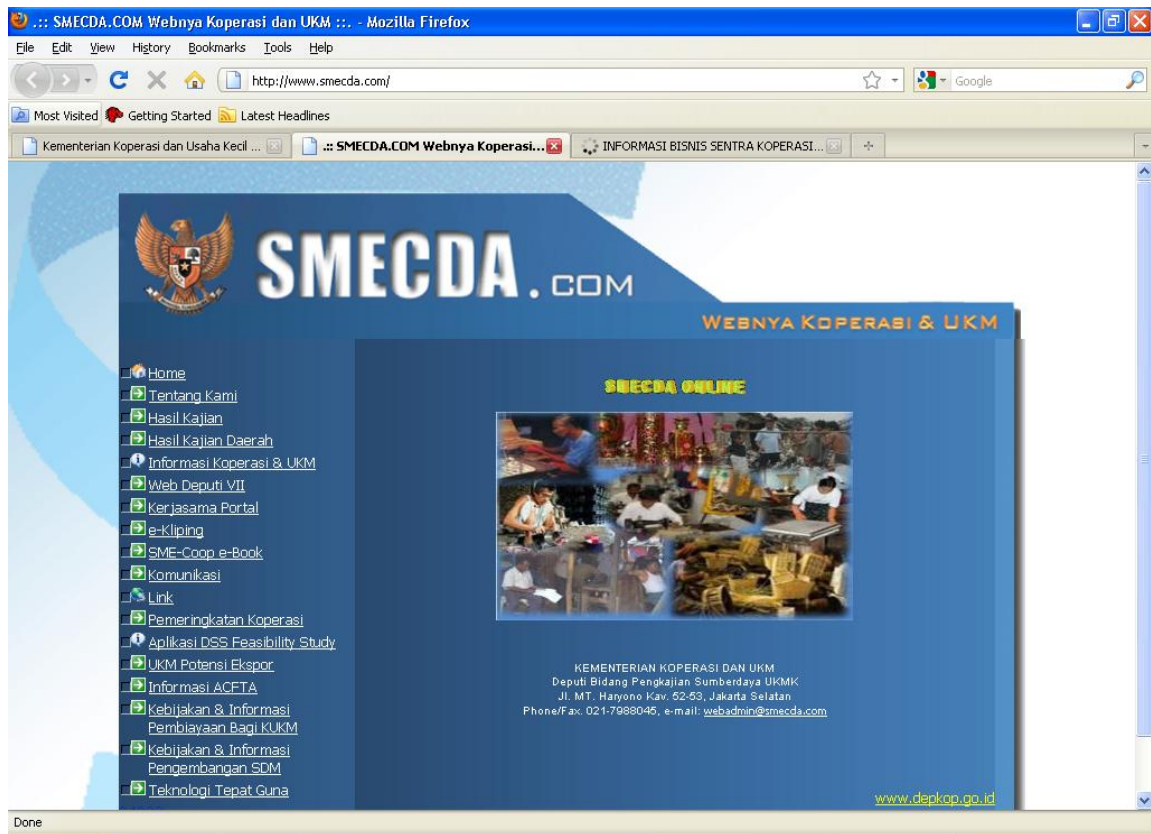 .:: SMECDA.COM Webnya Koperasi dan UKM ::. - Mozilla Firefox
File Edit View History Bookmarks Tools Help
http://www.smecda.com/ Google
Most Visited Getting Started Latest Headlines
Kementerian Koperasi dan Usaha Kecil ... .:: SMECDA.COM Webnya Koperasi... INFORMASI BISNIS SENTRA KOPERASI...
SMECDA.COM
WEBNYA KOPERASI & UKM
Home
Tentang Kami
Hasil Kajian
Hasil Kajian Daerah
Informasi Koperasi & UKM
Web Deputi VII
Kerjasama Portal
e-Kliping
SME-Coop e-Book
Komunikasi
Link
Pemeringkatan Koperasi
Aplikasi DSS Feasibility Study
UKM Potensi Ekspor
Informasi ACFTA
Kebijakan & Informasi
Pembiayaan Bagi KUKM
Kebijakan & Informasi
Pengembangan SDM
Teknologi Tepat Guna
SMECDA ONLINE
KEMENTERIAN KOPERASI DAN UKM
Deputi Bidang Pengkajian Sumberdaya UKMK
Jl. MT. Haryono Kav. 52-53, Jakarta Selatan
Phone/Fax. 021-7988045, e-mail: webadmin@smecda.com
www.depkop.go.id
Done